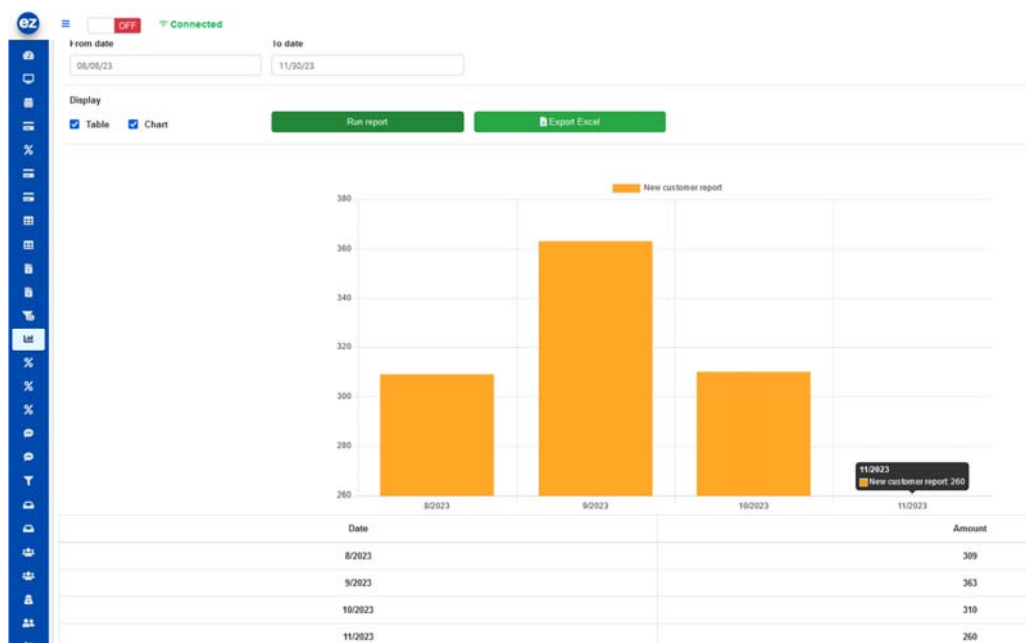 ez OFF Connected
From date To date
08/08/23 11/30/23
Display
Table Chart Run report Export Excel
New customer report
380
360
340
320
300
280
260
11/2023
New customer report 260
8/2023 9/2023 10/2023 11/2023
Date Amount
8/2023 309
9/2023 363
10/2023 310
11/2023 260